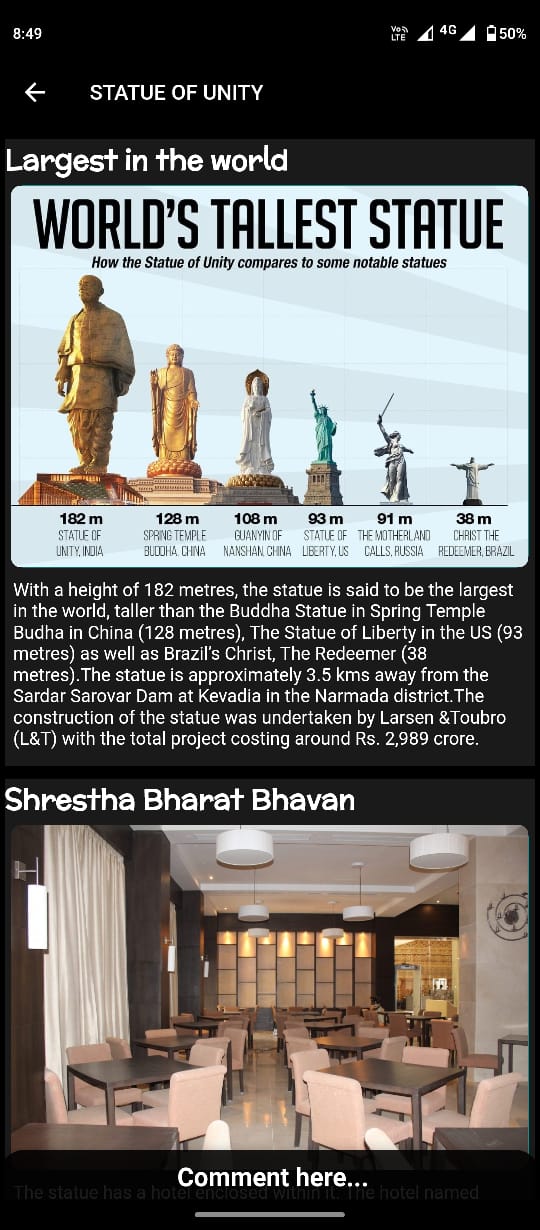 8:49
Vo))
LTE
4G
50%
STATUE OF UNITY
Largest in the world
WORLD'S TALLEST STATUE
How the Statue of Unity compares to some notable statues
182 m 128 m 108 m 93 m 91 m 38 m
STATUE OF SPRING TEMPLE GUANYIN OF STATUE OF THE MOTHERLAND CHRIST THE
UNITY, INDIA BUDDHA, CHINA NANSHAN, CHINA LIBERTY, US CALLS, RUSSIA REDEEMER, BRAZIL
With a height of 182 metres, the statue is said to be the largest
in the world, taller than the Buddha Statue in Spring Temple
Budha in China (128 metres), The Statue of Liberty in the US (93
metres) as well as Brazil's Christ, The Redeemer (38
metres).The statue is approximately 3.5 kms away from the
Sardar Sarovar Dam at Kevadia in the Narmada district.The
construction of the statue was undertaken by Larsen &Toubro
(L&T) with the total project costing around Rs. 2,989 crore.
Shrestha Bharat Bhavan
Comment here...
The statue has a hotel enclosed within it. The hotel named